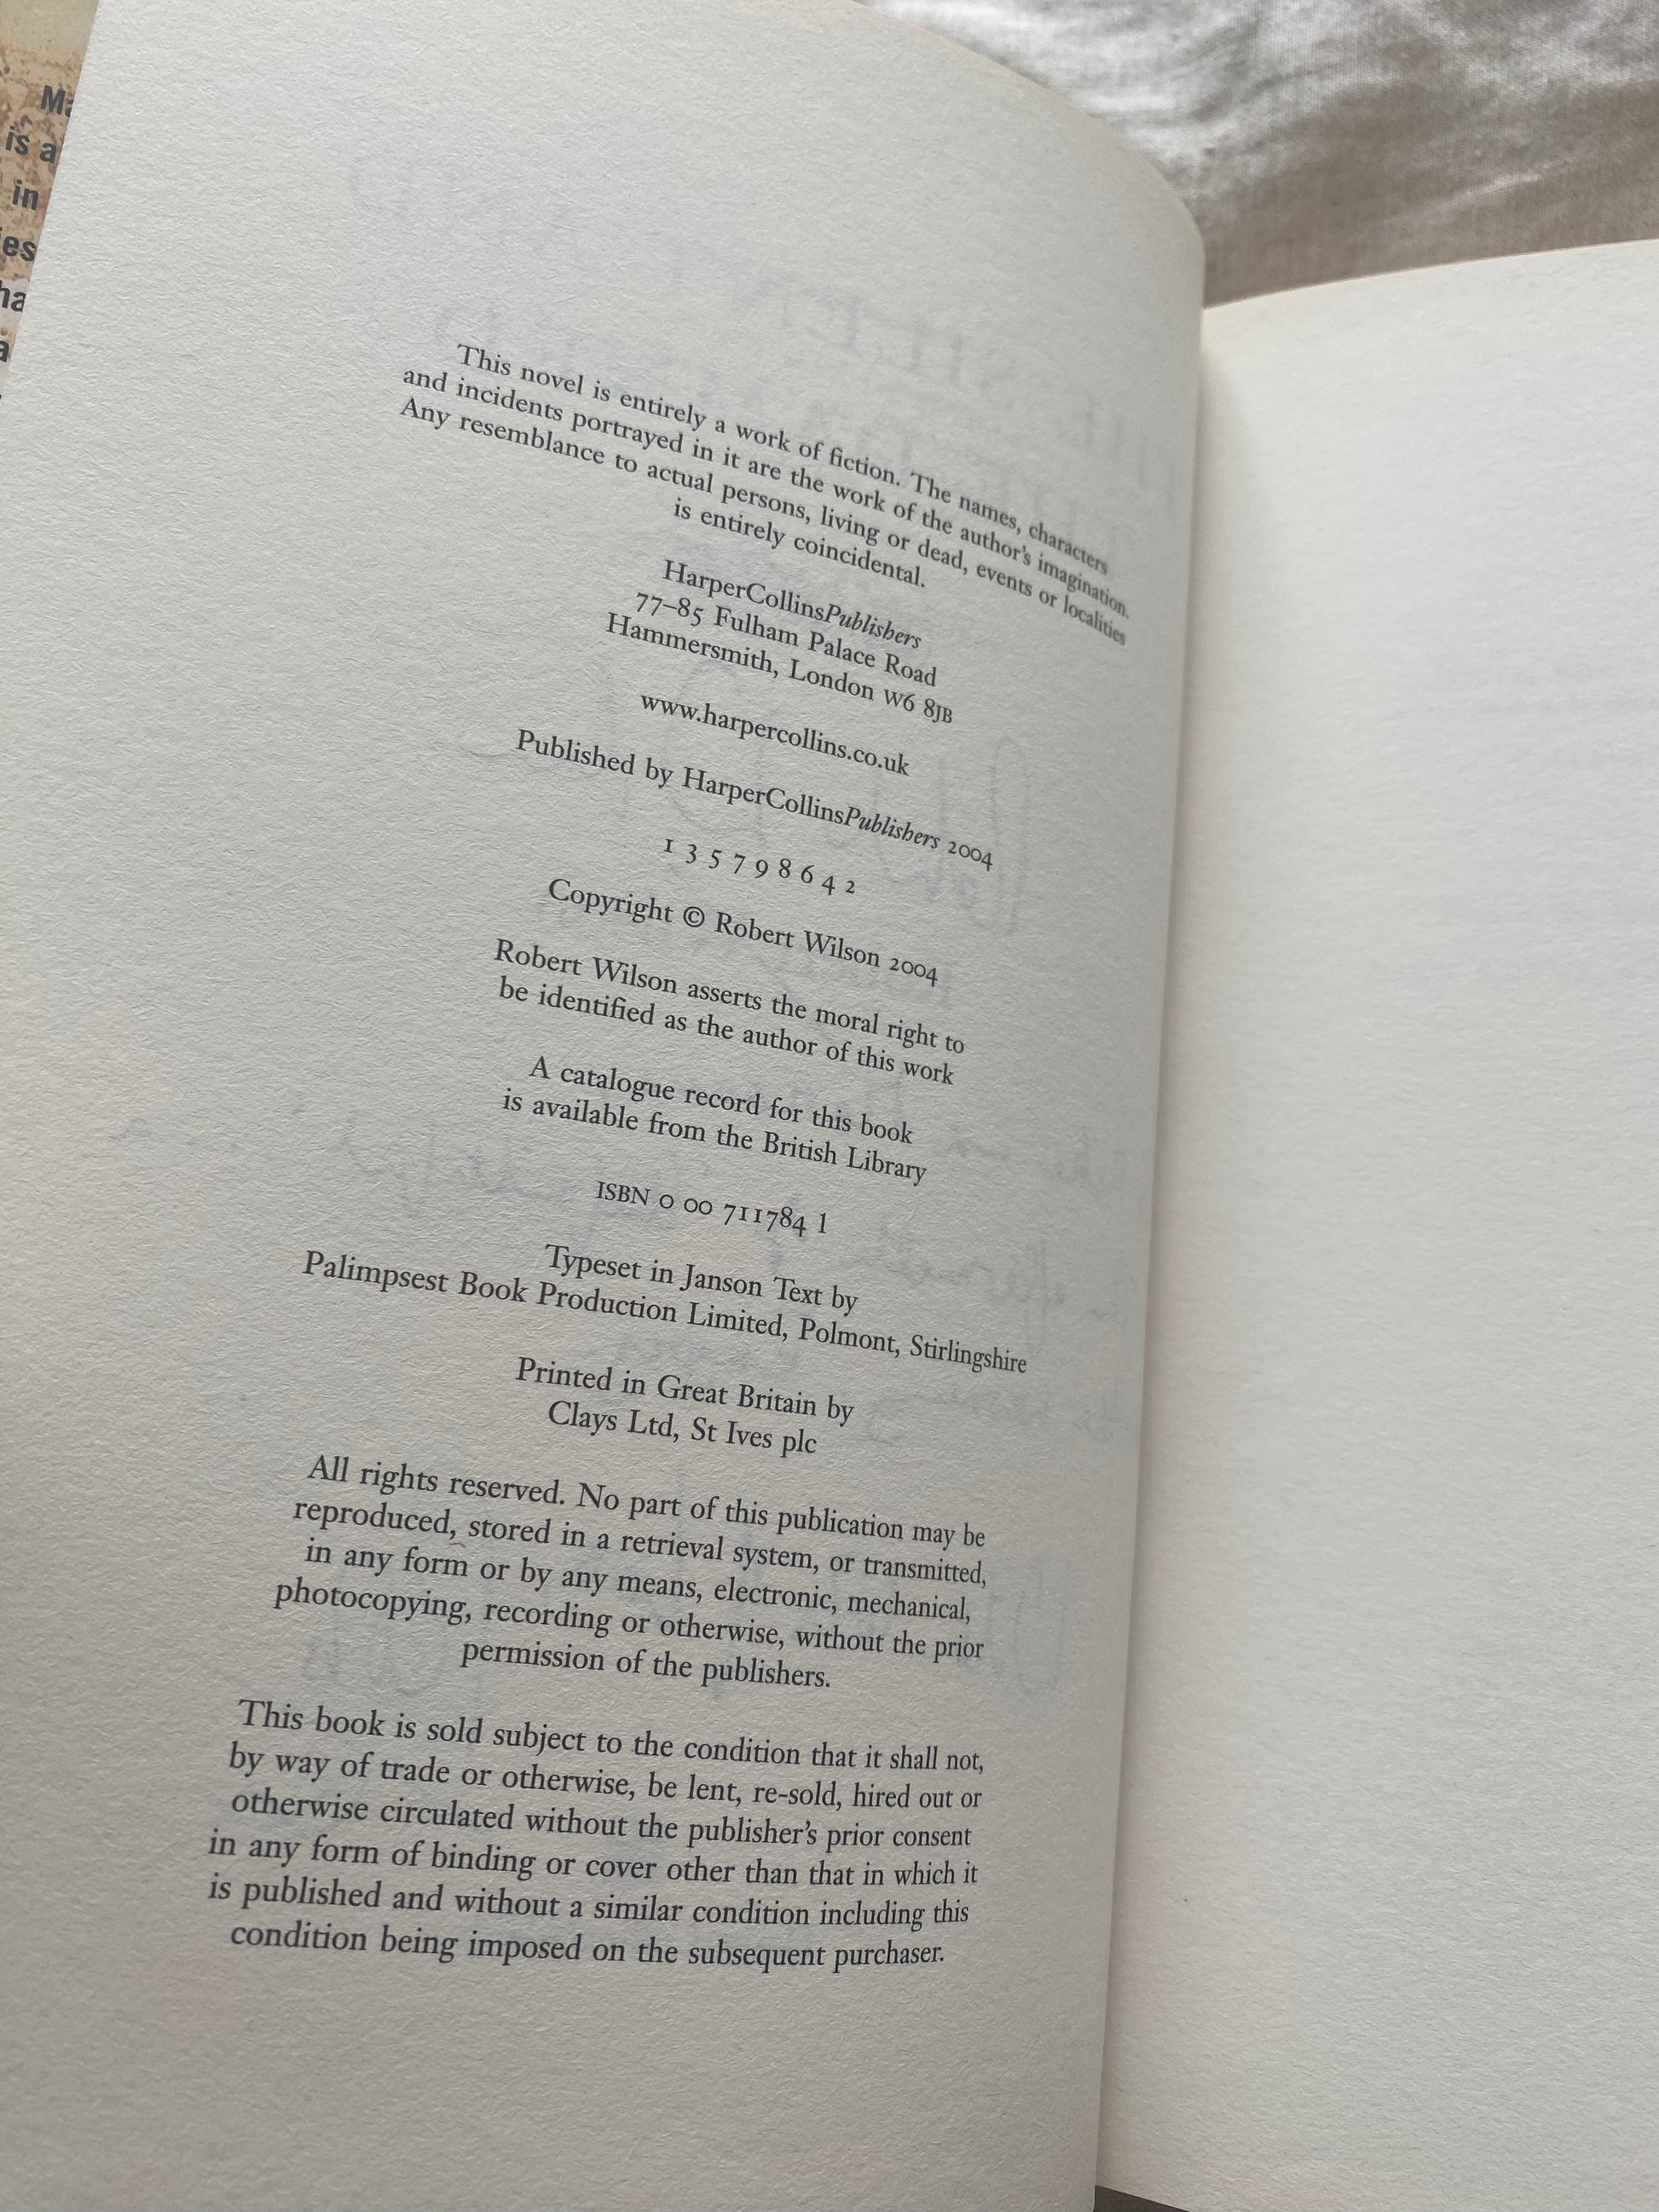 Ma
is a
in
ies
ha
a
This novel is entirely a work of fiction. The names, characters
and incidents portrayed in it are the work of the author's imagination.
Any resemblance to actual persons, living or dead, events or localities
is entirely coincidental.
HarperCollinsPublishers
77–85 Fulham Palace Road
Hammersmith, London W6 8JB
www.harpercollins.co.uk
Published by HarperCollinsPublishers 2004
1 3 5 7 9 8 6 4 2
Copyright © Robert Wilson 2004
Robert Wilson asserts the moral right to
be identified as the author of this work
A catalogue record for this book
is available from the British Library
ISBN 0 00 711784 1
Typeset in Janson Text by
Palimpsest Book Production Limited, Polmont, Stirlingshire
Printed in Great Britain by
Clays Ltd, St Ives plc
All rights reserved. No part of this publication may be
reproduced, stored in a retrieval system, or transmitted,
in any form or by any means, electronic, mechanical,
photocopying, recording or otherwise, without the prior
permission of the publishers.
This book is sold subject to the condition that it shall not,
by way of trade or otherwise, be lent, re-sold, hired out or
otherwise circulated without the publisher's prior consent
in any form of binding or cover other than that in which it
is published and without a similar condition including this
condition being imposed on the subsequent purchaser.